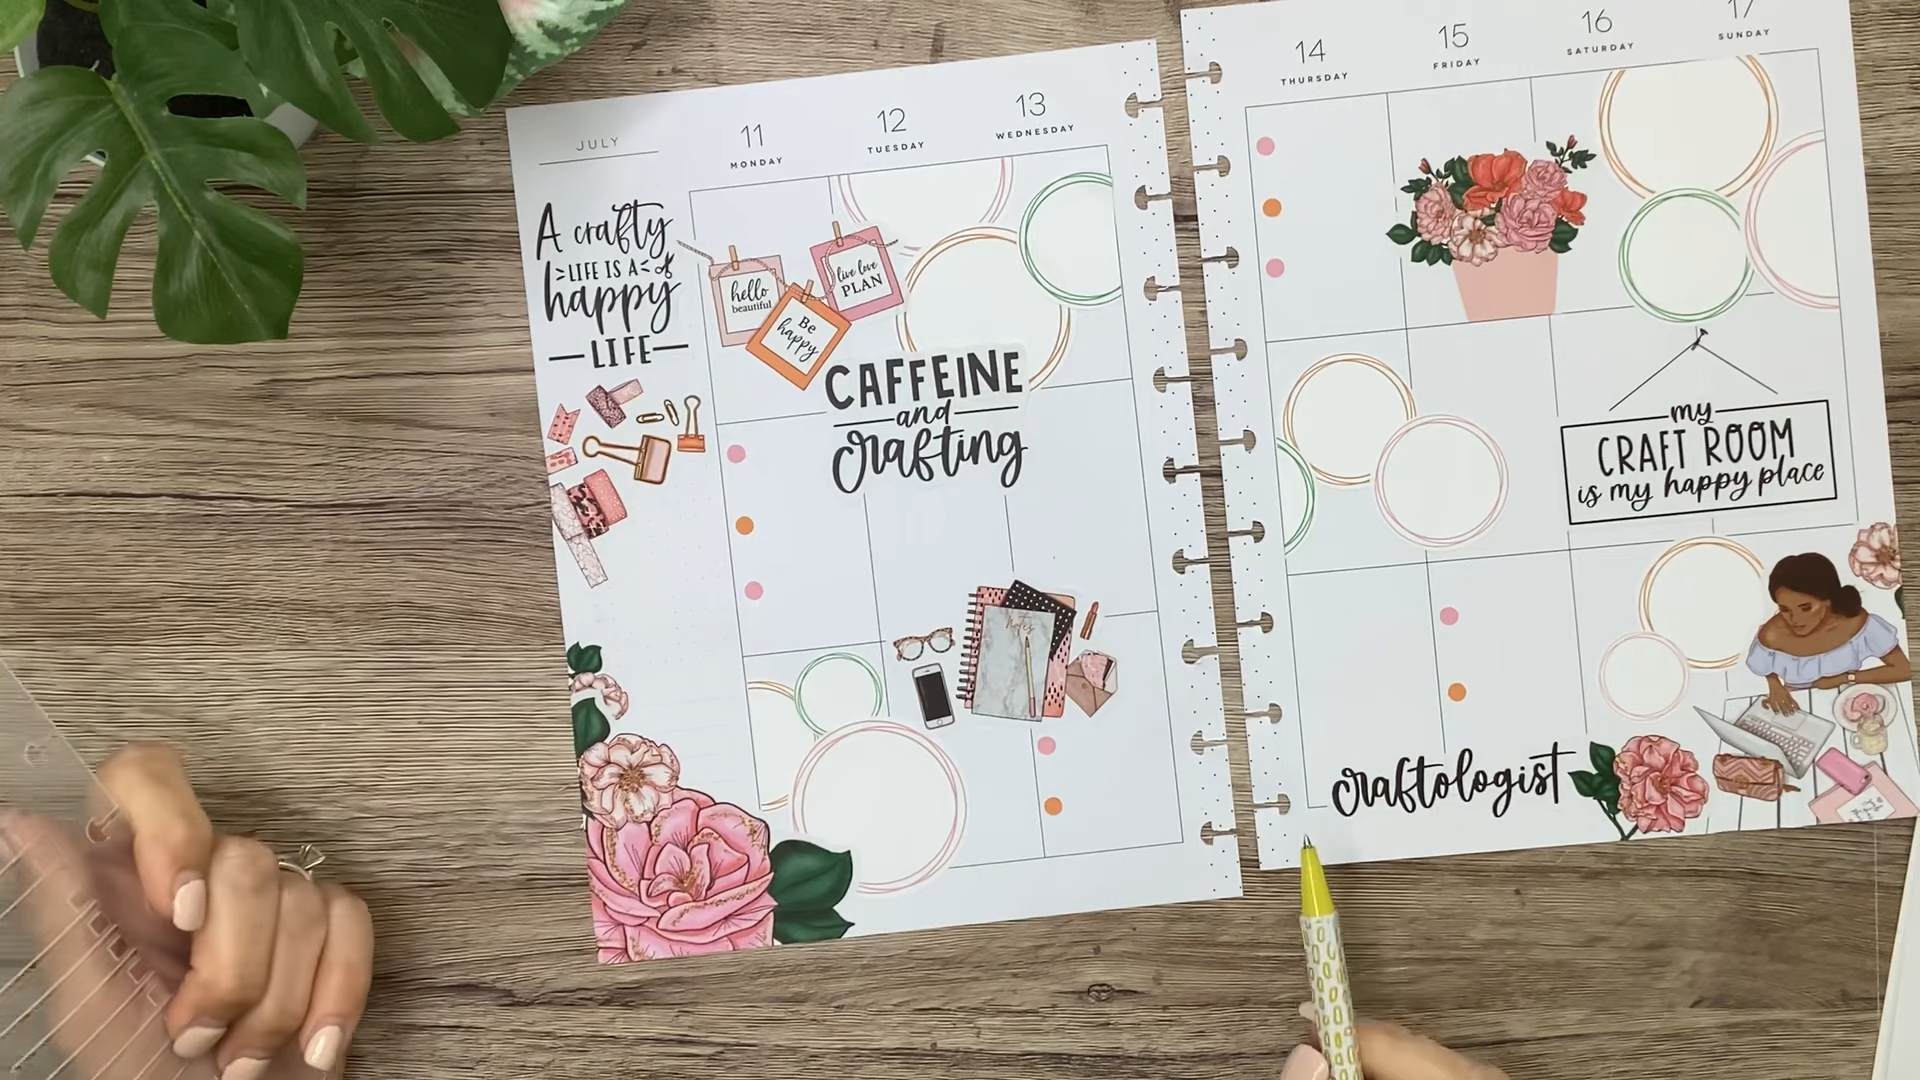 JULY
11
MONDAY
12
TUESDAY
13
WEDNESDAY
14
THURSDAY
15
FRIDAY
16
SATURDAY
17
SUNDAY
A crafty
LIFE IS A
happy
LIFE
hello
beautiful
live love
PLAN
Be
happy
CAFFEINE
and
crafting
notes
my
CRAFT ROOM
is my happy place
craftologist